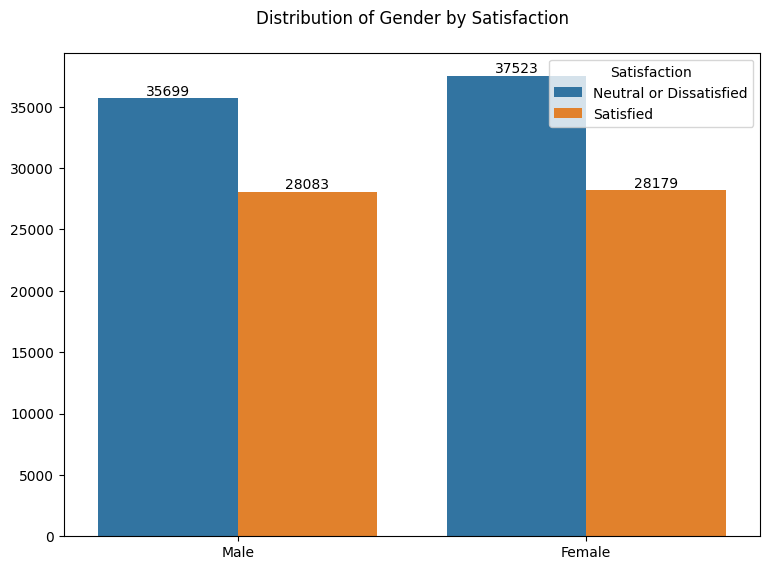 Distribution of Gender by Satisfaction
Satisfaction
Neutral or Dissatisfied
Satisfied
35699
28083
37523
28179
35000
30000
25000
20000
15000
10000
5000
0
Male
Female